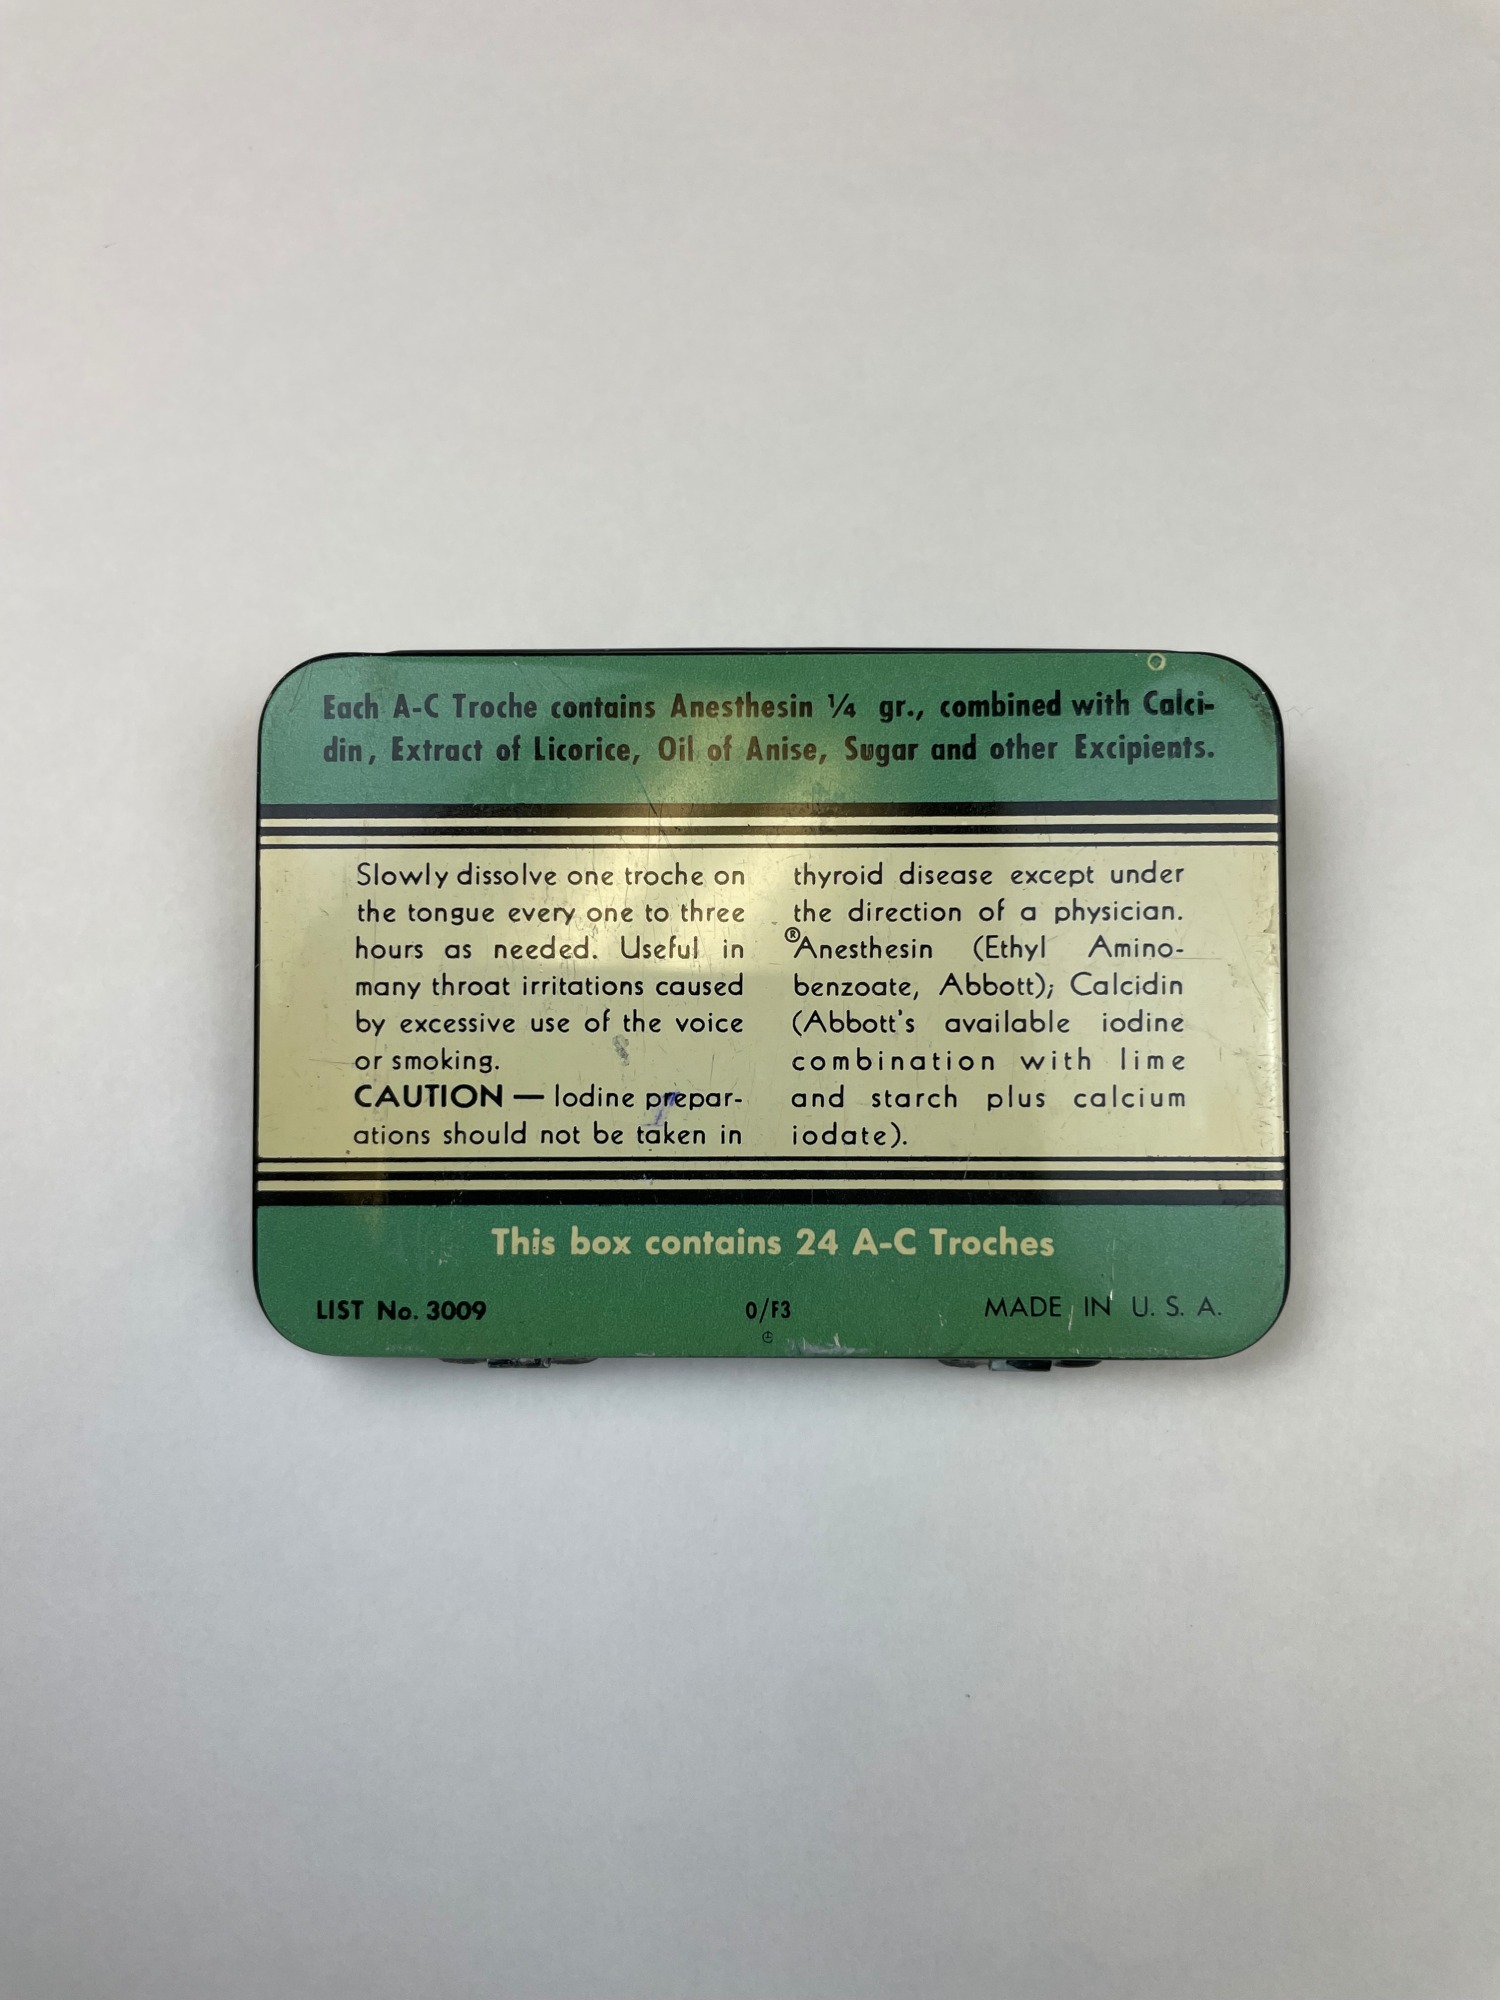 Each A-C Troche contains Anesthesin ¼ gr., combined with Calci-
din, Extract of Licorice, Oil of Anise, Sugar and other Excipients.
Slowly dissolve one troche on
the tongue every one to three
hours as needed. Useful in
many throat irritations caused
by excessive use of the voice
or smoking.
CAUTION — Iodine prepar-
ations should not be taken in
thyroid disease except under
the direction of a physician.
®Anesthesin (Ethyl Amino-
benzoate, Abbott); Calcidin
(Abbott's available iodine
combination with lime
and starch plus calcium
iodate).
This box contains 24 A-C Troches
LIST No. 3009 0/F3 MADE IN U. S. A.